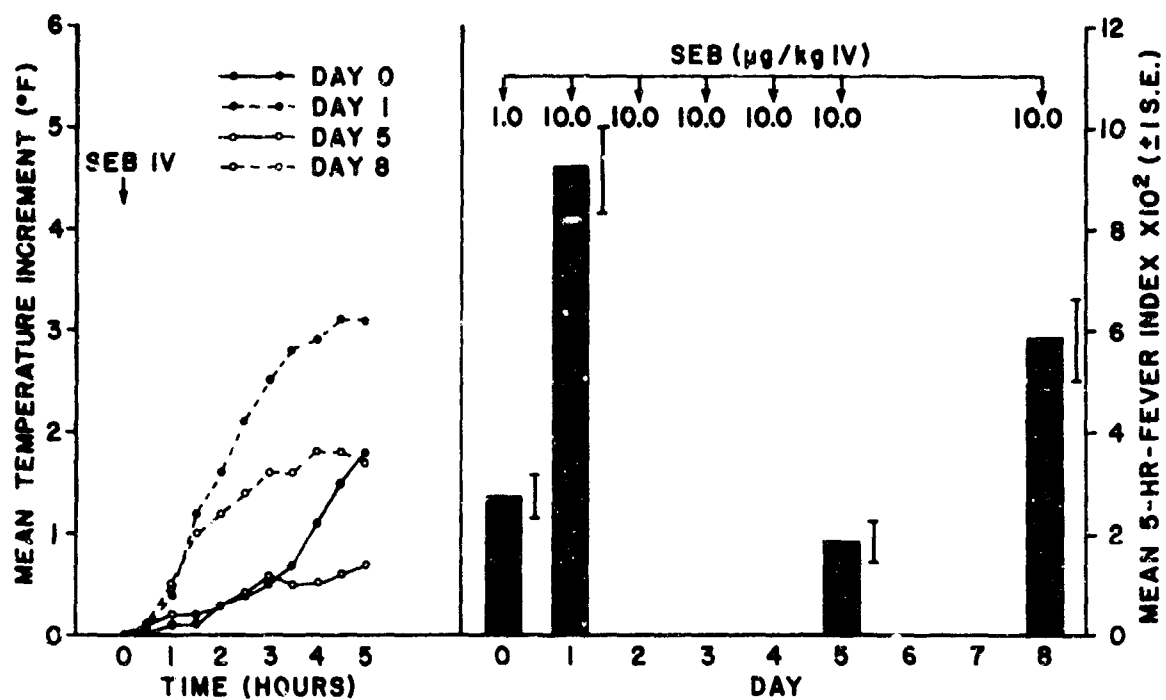 MEAN TEMPERATURE INCREMENT (°F)
6
5
4
3
2
1
0
DAY 0
DAY 1
DAY 5
DAY 8
SEB IV
0 1 2 3 4 5
TIME (HOURS)
SEB (µg/kg IV)
1.0 10.0 10.0 10.0 10.0 10.0 10.0
0 1 2 3 4 5 6 7 8
DAY
12
10
8
6
4
2
0
MEAN 5-HR-FEVER INDEX X10² (±1 S.E.)